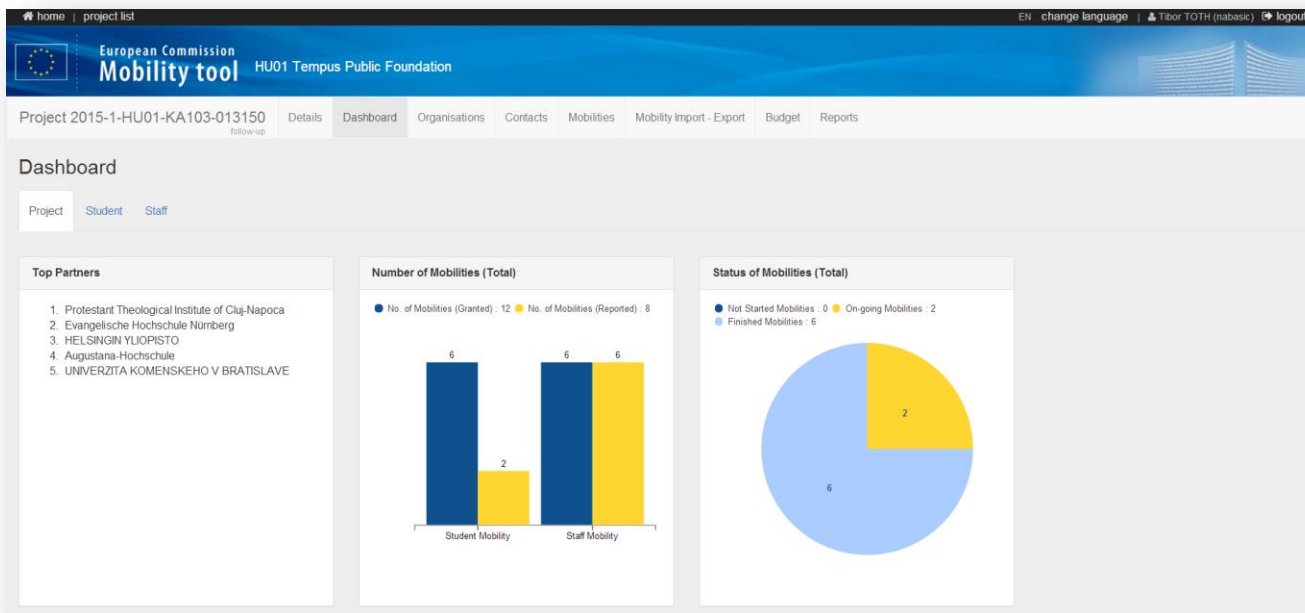 home | project list
EN change language | Tibor TOTH (nabasic) logout
European Commission
Mobility tool HU01 Tempus Public Foundation
Project 2015-1-HU01-KA103-013150 Details Dashboard Organisations Contacts Mobilities Mobility Import - Export Budget Reports
follow-up
Dashboard
Project Student Staff
Top Partners
1. Protestant Theological Institute of Cluj-Napoca
2. Evangelische Hochschule Nürnberg
3. HELSINGIN YLIOPISTO
4. Augustana-Hochschule
5. UNIVERZITA KOMENSKEHO V BRATISLAVE
Number of Mobilities (Total)
No. of Mobilities (Granted) : 12 No. of Mobilities (Reported) : 8
6 6 6
2
Student Mobility Staff Mobility
Status of Mobilities (Total)
Not Started Mobilities : 0 On-going Mobilities : 2
Finished Mobilities : 6
2
6